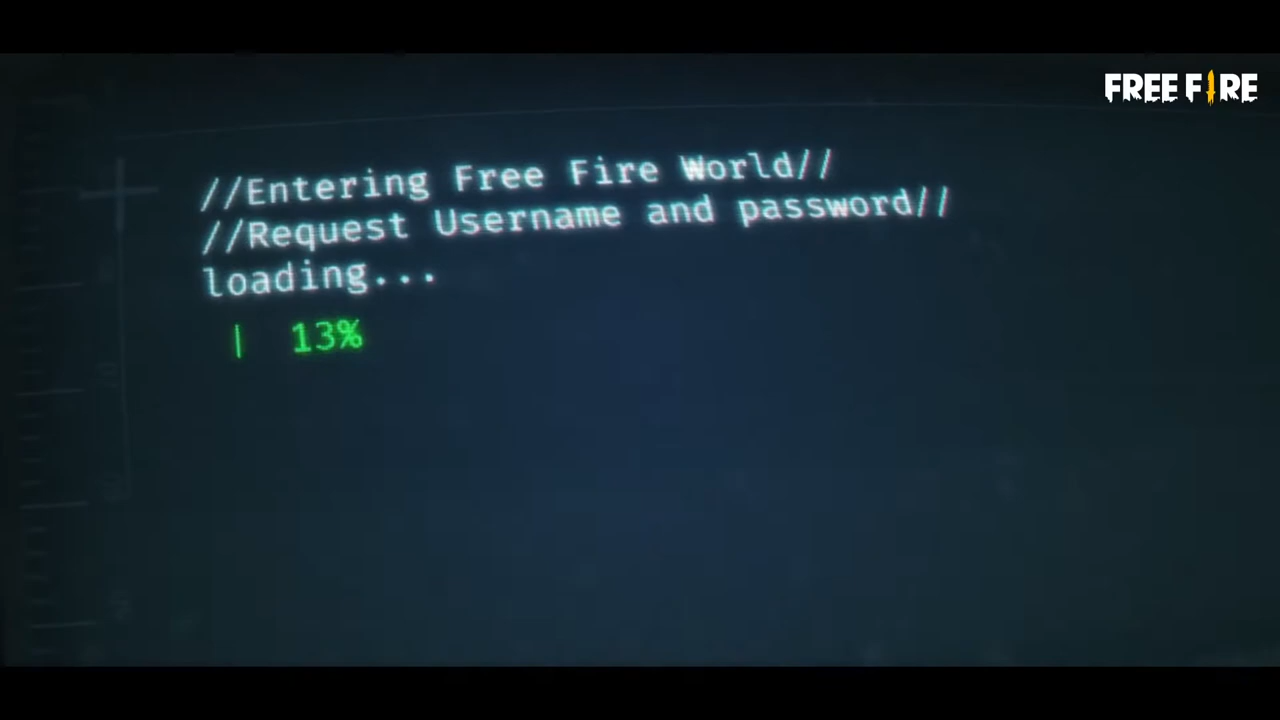 FREE FIRE
//Entering Free Fire World//
//Request Username and password//
loading...
| 13%